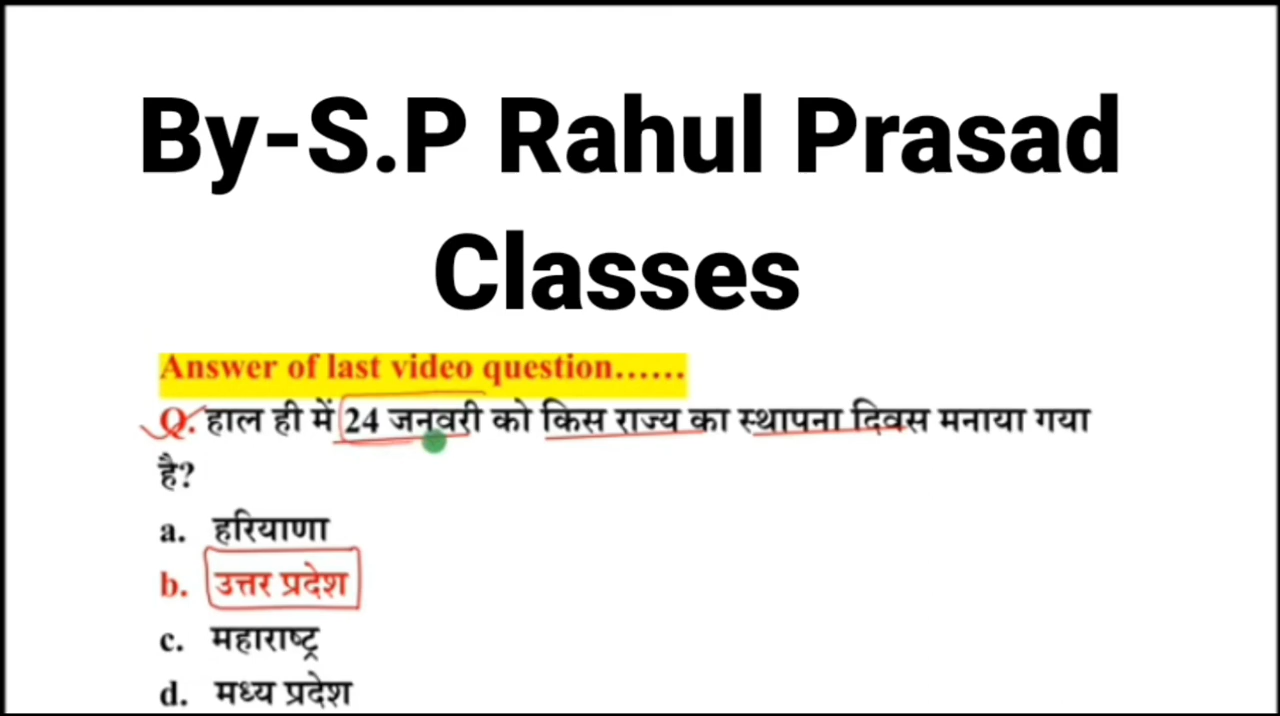 By-S.P Rahul Prasad
Classes
Answer of last video question……
Q. हाल ही में 24 जनवरी को किस राज्य का स्थापना दिवस मनाया गया
है?
a. हरियाणा
b. उत्तर प्रदेश
c. महाराष्ट्र
d. मध्य प्रदेश